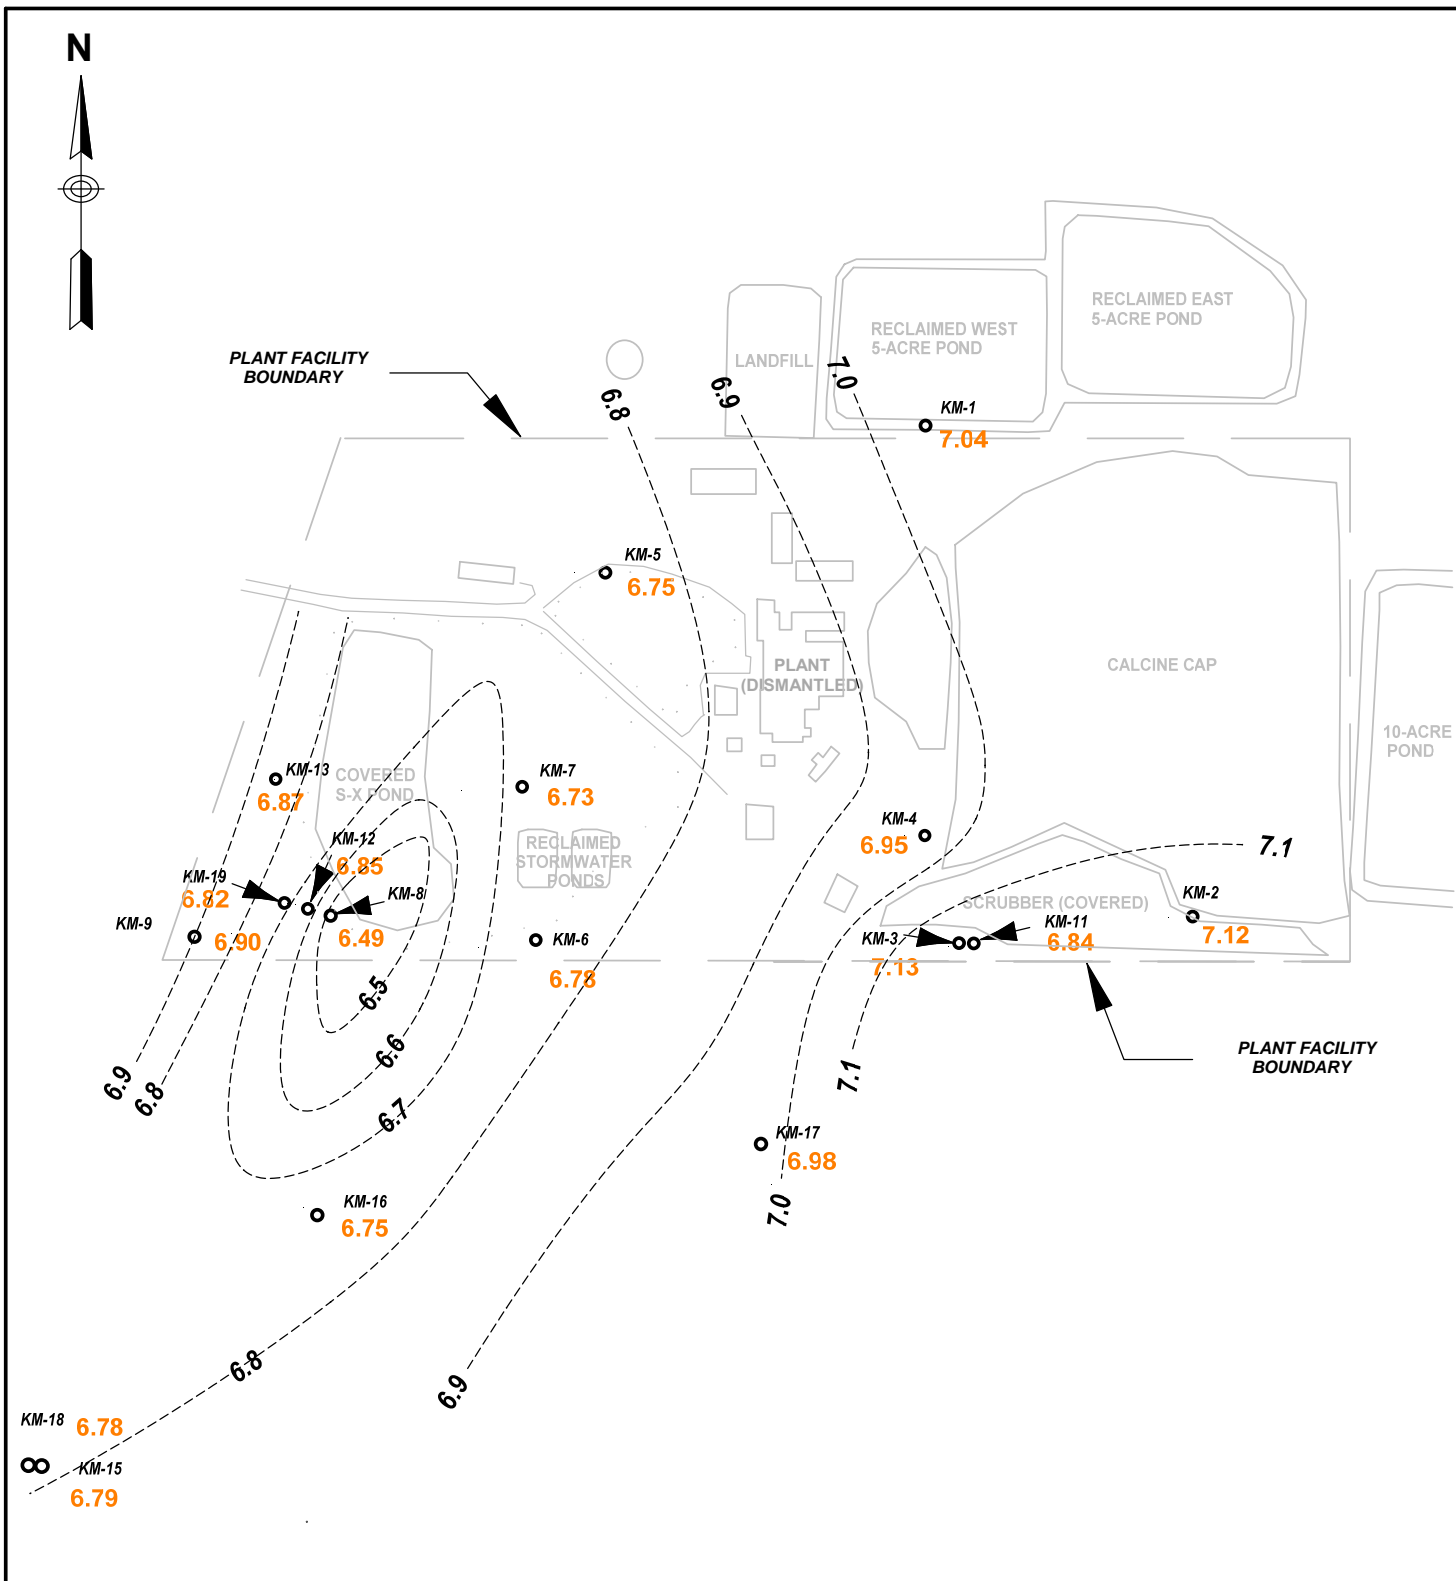 N
RECLAIMED EAST
5-ACRE POND
RECLAIMED WEST
5-ACRE POND
LANDFILL
PLANT FACILITY
BOUNDARY
7.0
6.9
6.8
KM-1
7.04
KM-5
6.75
PLANT
(DISMANTLED)
CALCINE CAP
10-ACRE
POND
KM-13
6.87
COVERED
S-X POND
KM-7
6.73
KM-4
6.95
KM-12
6.85
RECLAIMED
STORMWATER
PONDS
7.1
KM-19
6.82
KM-8
6.49
KM-9
6.90
KM-6
6.78
SCRUBBER (COVERED)
KM-2
7.12
KM-3
7.13
KM-11
6.84
6.5
6.6
6.7
6.9
6.8
7.1
PLANT FACILITY
BOUNDARY
KM-17
6.98
7.0
KM-16
6.75
6.8
6.9
KM-18
6.78
KM-15
6.79